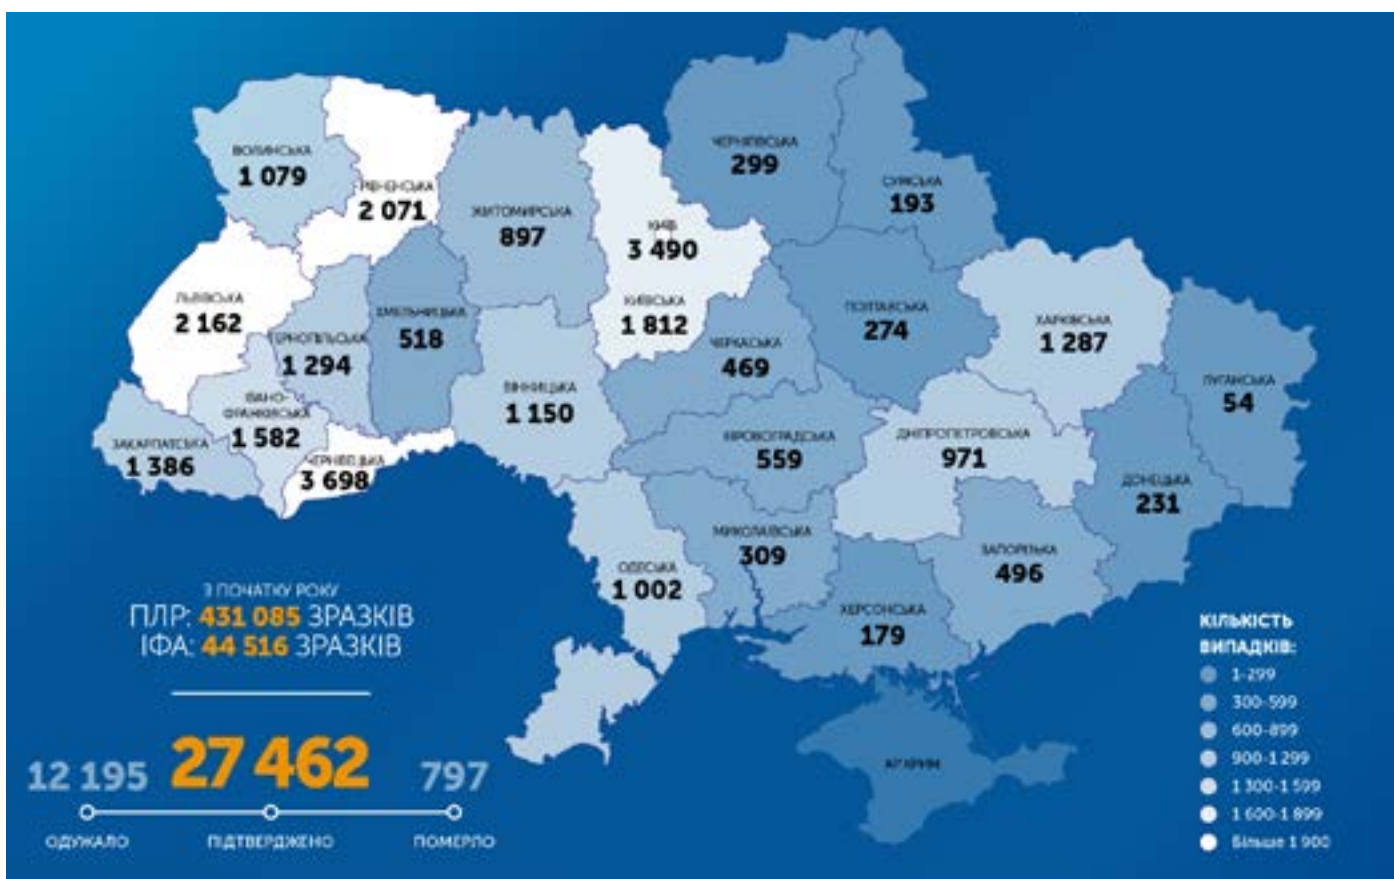 ВОЛИНСЬКА
1 079
РІВНЕНСЬКА
2 071
ЖИТОМИРСЬКА
897
КИЇВ
3 490
КИЇВСЬКА
1 812
ЧЕРНІГІВСЬКА
299
СУМСЬКА
193
ЛЬВІВСЬКА
2 162
ТЕРНОПІЛЬСЬКА
1 294
ХМЕЛЬНИЦЬКА
518
ВІННИЦЬКА
1 150
ЧЕРКАСЬКА
469
ПОЛТАВСЬКА
274
ХАРКІВСЬКА
1 287
ЛУГАНСЬКА
54
ЗАКАРПАТСЬКА
1 386
ІВАНО-
ФРАНКІВСЬКА
1 582
ЧЕРНІВЕЦЬКА
3 698
КІРОВОГРАДСЬКА
559
ДНІПРОПЕТРОВСЬКА
971
ДОНЕЦЬКА
231
ОДЕСЬКА
1 002
МИКОЛАЇВСЬКА
309
ЗАПОРІЗЬКА
496
ХЕРСОНСЬКА
179
АР КРИМ
З ПОЧАТКУ РОКУ
ПЛР: 431 085 ЗРАЗКІВ
ІФА: 44 516 ЗРАЗКІВ
12 195 27 462 797
ОДУЖАЛО ПІДТВЕРДЖЕНО ПОМЕРЛО
КІЛЬКІСТЬ
ВИПАДКІВ:
1-299
300-599
600-899
900-1 299
1 300-1 599
1 600-1 899
Більше 1 900